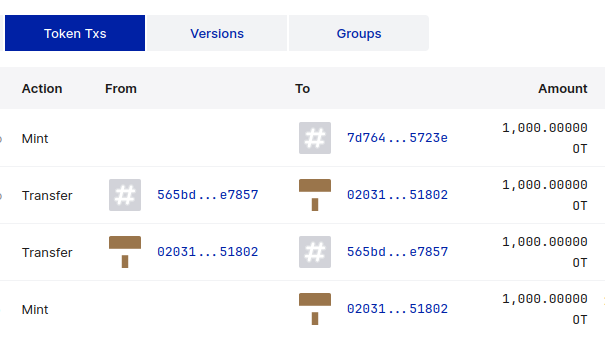 Token Txs Versions Groups
Action From To Amount
Mint 7d764...5723e 1,000.00000
OT
Transfer 565bd...e7857 02031...51802 1,000.00000
OT
Transfer 02031...51802 565bd...e7857 1,000.00000
OT
Mint 02031...51802 1,000.00000
OT